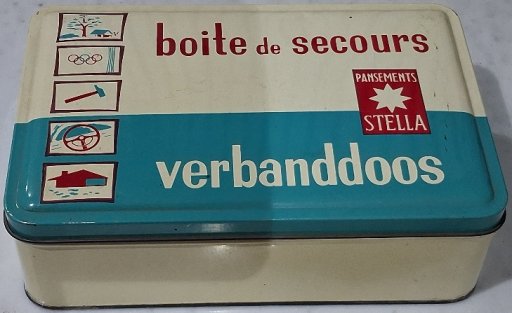 boite de secours
PANSEMENTS
STELLA
verbanddoos